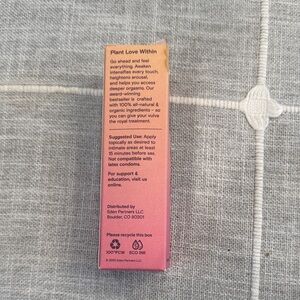 Plant Love Within
Go ahead and feel
everything. Awaken
intensifies every touch,
heightens arousal,
and helps you access
deeper orgasms. Our
award-winning
bestseller is crafted
with 100% all-natural &
organic ingredients – so
you can give your vulva
the royal treatment.
Suggested Use: Apply
topically as desired to
intimate areas at least
15 minutes before sex.
Not compatible with
latex condoms.
For support &
education, visit us
online.
Distributed by
Eden Partners LLC
Boulder, CO 80301
Please recycle this box
100% PCW
ECO INK
Eden Partners LLC